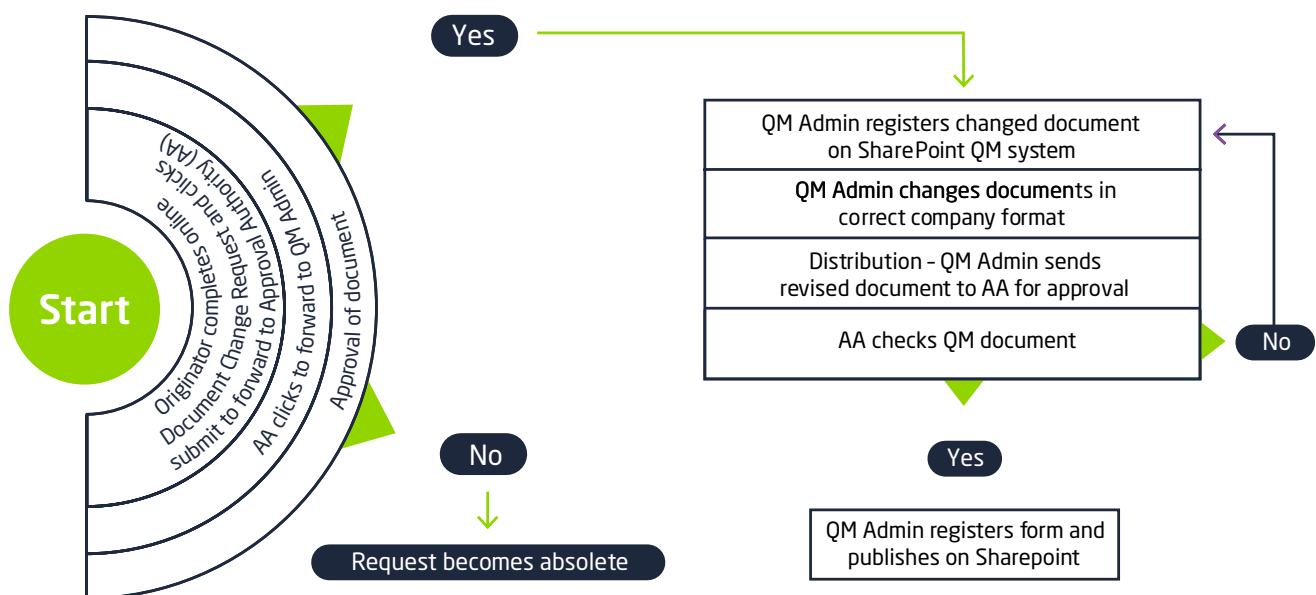 Start
Originator completes online
Document Change Request and clicks
submit to forward to Approval Authority (AA)
AA clicks to forward to QM Admin
Approval of document
Yes
QM Admin registers changed document
on SharePoint QM system
QM Admin changes documents in
correct company format
Distribution – QM Admin sends
revised document to AA for approval
AA checks QM document
No
Yes
QM Admin registers form and
publishes on Sharepoint
No
Request becomes absolete